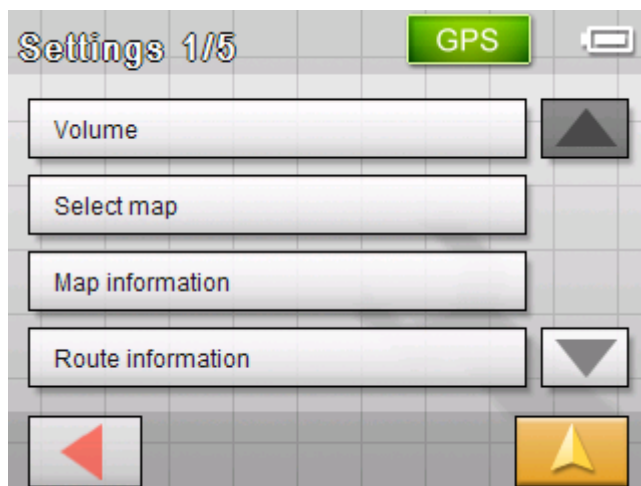 Settings 1/5
GPS
Volume
Select map
Map information
Route information